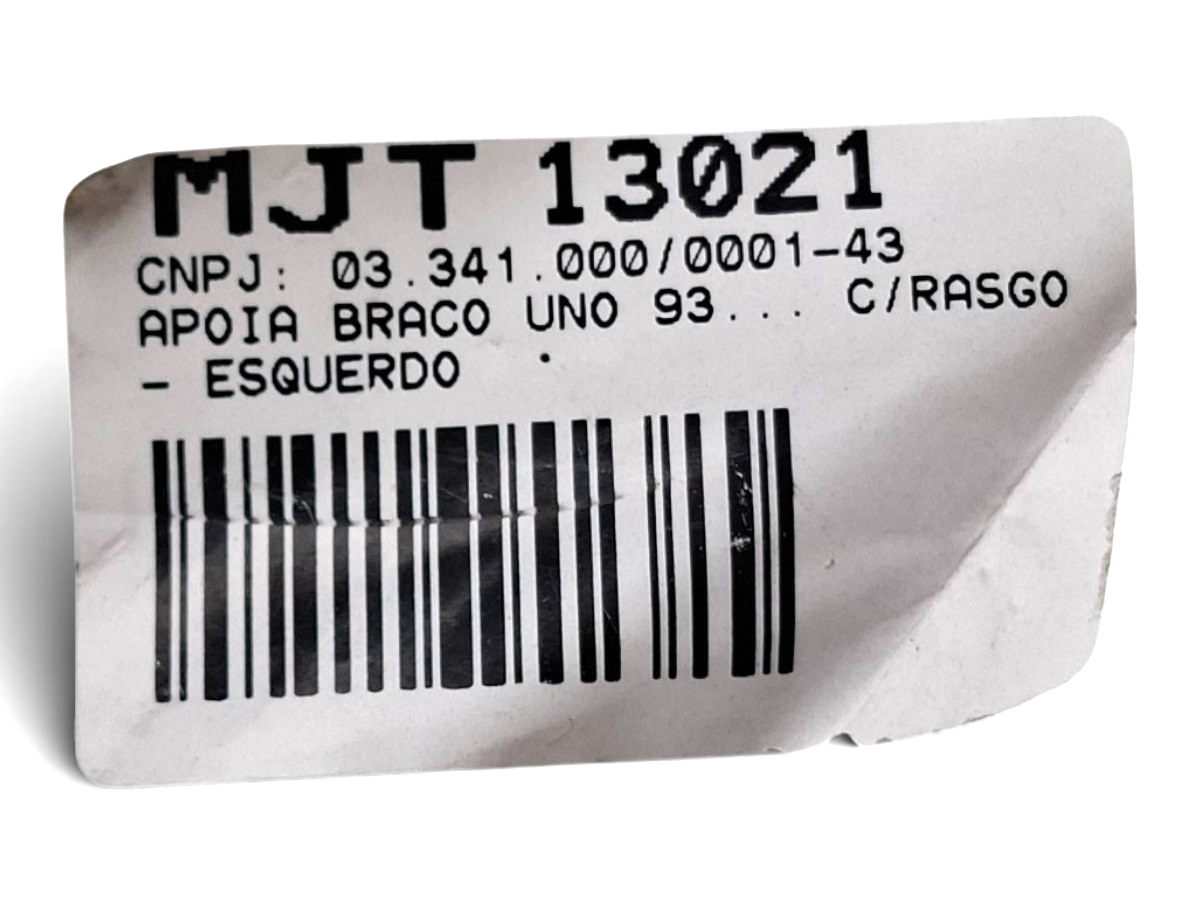 MJT 13021
CNPJ: 03.341.000/0001-43
APOIA BRACO UNO 93... C/RASGO
- ESQUERDO